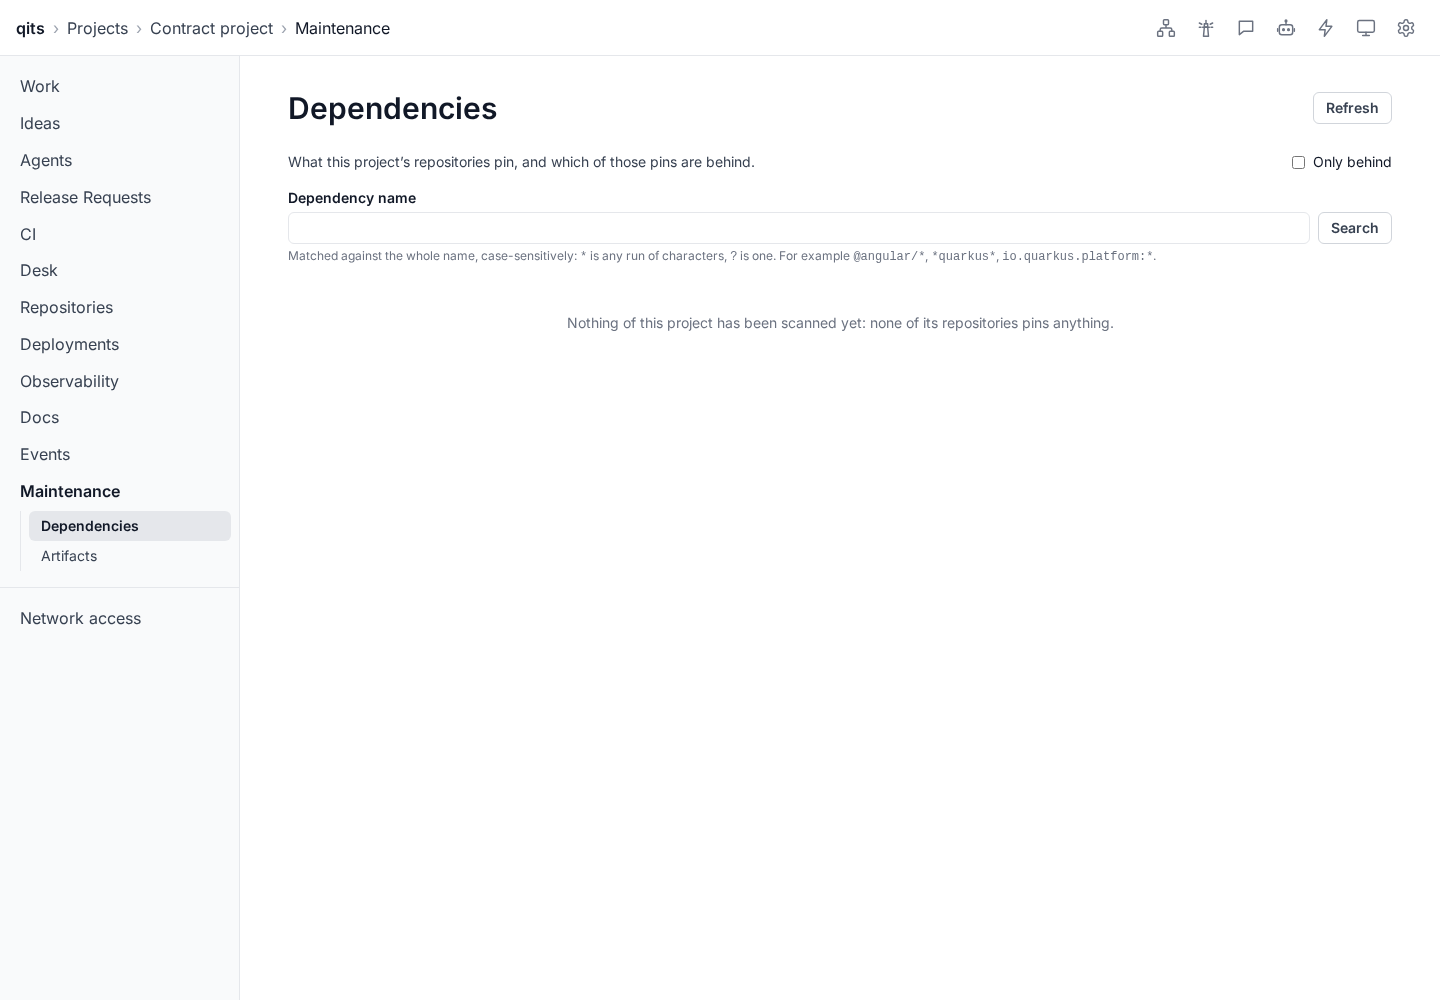 qits › Projects › Contract project › Maintenance
Work
Ideas
Agents
Release Requests
CI
Desk
Repositories
Deployments
Observability
Docs
Events
Maintenance
Dependencies
Artifacts
Network access
Dependencies
Refresh
What this project’s repositories pin, and which of those pins are behind.
Only behind
Dependency name
Search
Matched against the whole name, case-sensitively: * is any run of characters, ? is one. For example @angular/*, *quarkus*, io.quarkus.platform:*.
Nothing of this project has been scanned yet: none of its repositories pins anything.